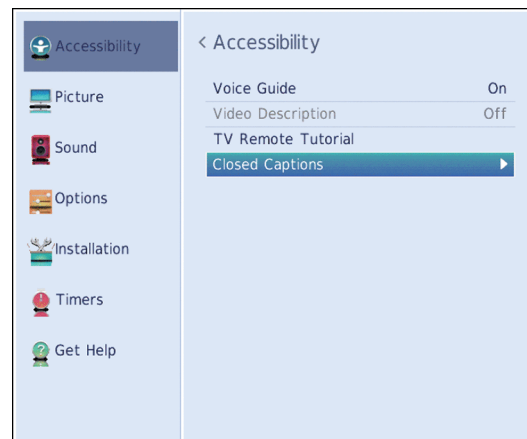 Accessibility
Picture
Sound
Options
Installation
Timers
Get Help
< Accessibility
Voice Guide On
Video Description Off
TV Remote Tutorial
Closed Captions